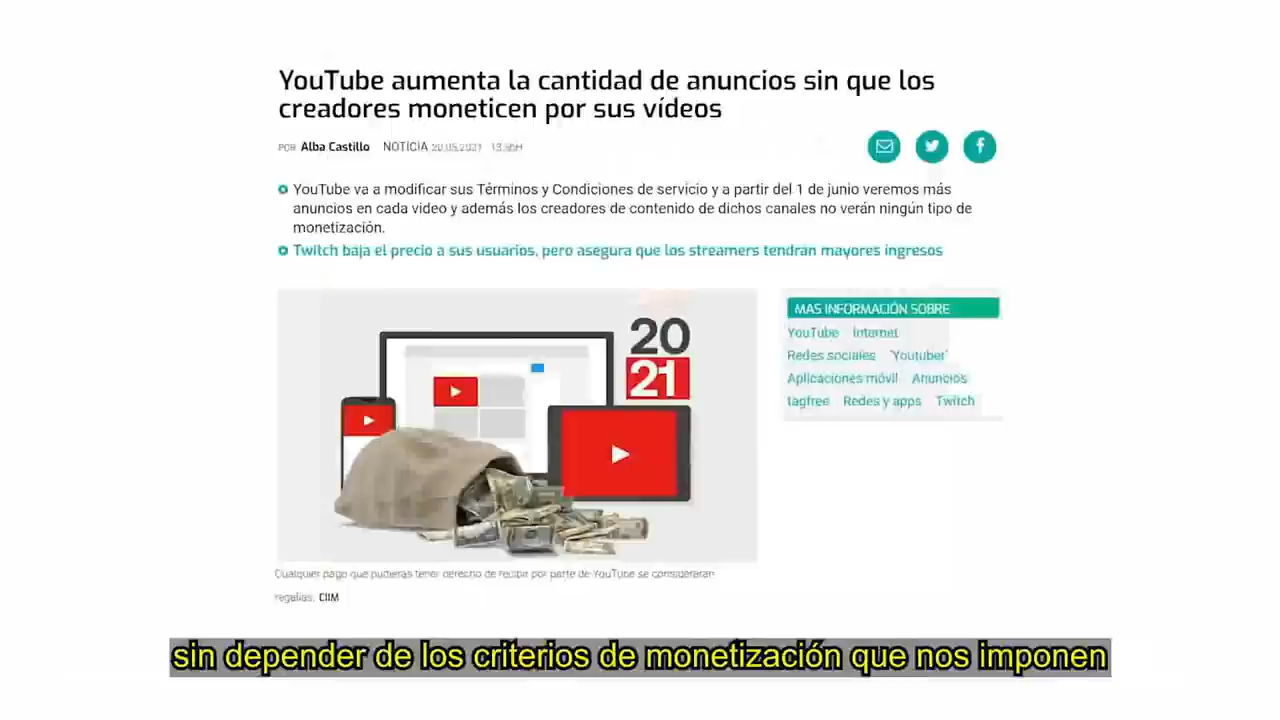 YouTube aumenta la cantidad de anuncios sin que los
creadores moneticen por sus vídeos
POR Alba Castillo NOTICIA 20.05.2021 - 13:56H
YouTube va a modificar sus Términos y Condiciones de servicio y a partir del 1 de junio veremos más
anuncios en cada video y además los creadores de contenido de dichos canales no verán ningún tipo de
monetización.
Twitch baja el precio a sus usuarios, pero asegura que los streamers tendrán mayores ingresos
20
21
MÁS INFORMACIÓN SOBRE
YouTube Internet
Redes sociales 'Youtuber'
Aplicaciones móvil Anuncios
tagfree Redes y apps Twitch
Cualquier pago que pudieras tener derecho de recibir por parte de YouTube se considerarán
regalías. CIIM
sin depender de los criterios de monetización que nos imponen